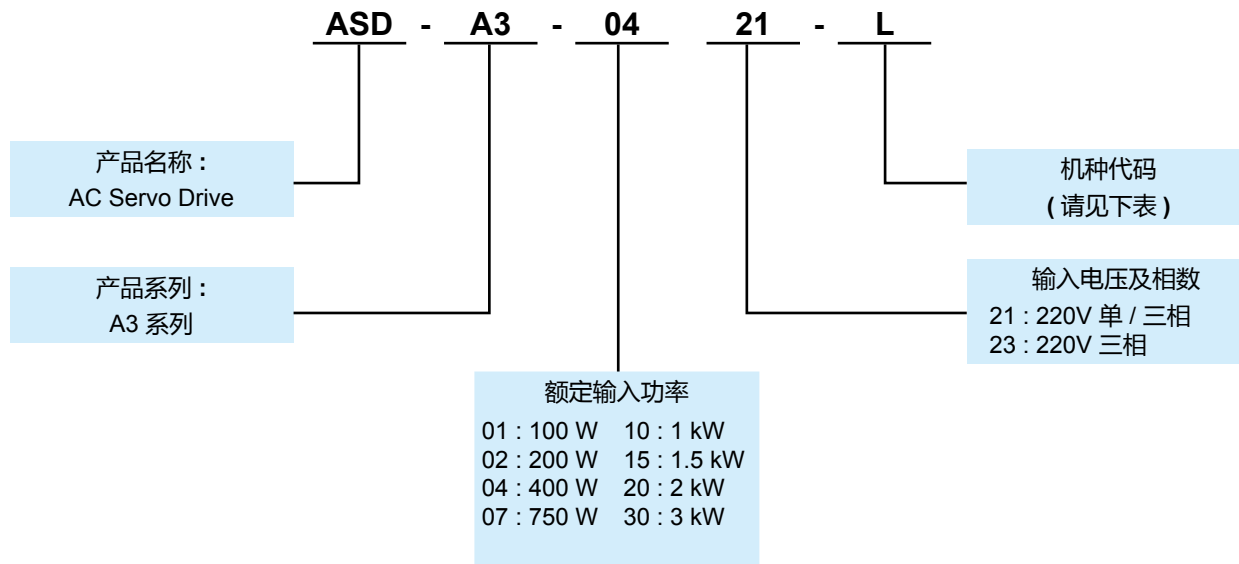 ASD - A3 - 04 21 - L
产品名称 :
AC Servo Drive
产品系列 :
A3 系列
额定输入功率
01 : 100 W 10 : 1 kW
02 : 200 W 15 : 1.5 kW
04 : 400 W 20 : 2 kW
07 : 750 W 30 : 3 kW
机种代码
( 请见下表 )
输入电压及相数
21 : 220V 单 / 三相
23 : 220V 三相